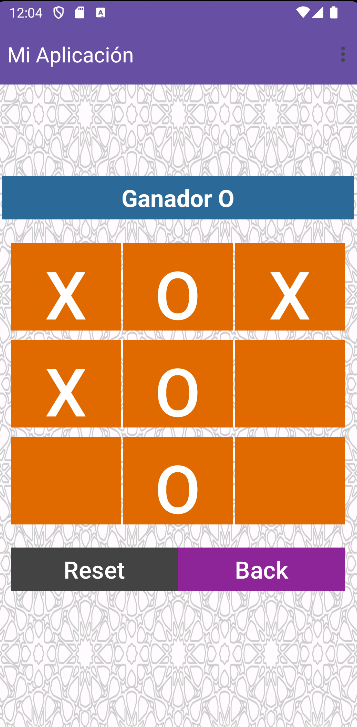 12:04
Mi Aplicación
Ganador O
X O X
X O
O
Reset Back